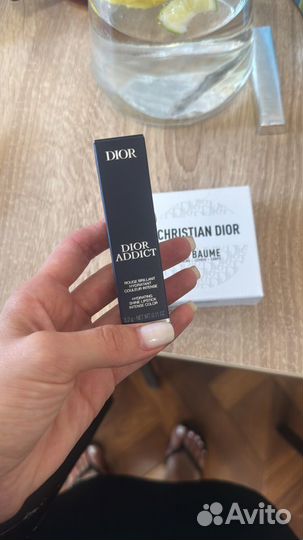 DIOR
DIOR
ADDICT
ROUGE BRILLANT
HYDRATANT
COULEUR INTENSE
HYDRATING
SHINE LIPSTICK
INTENSE COLOR
CHRISTIAN DIOR
BAUME
Avito